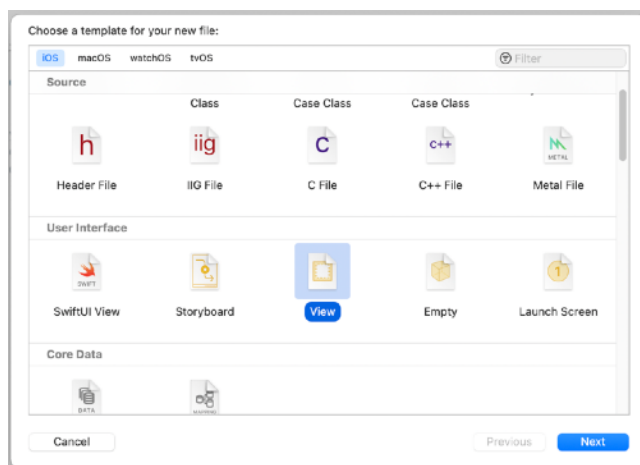 Choose a template for your new file:
iOS macOS watchOS tvOS Filter
Source
Class Case Class Case Class
h iig C C++ METAL
Header File IIG File C File C++ File Metal File
User Interface
SWIFT 1
SwiftUI View Storyboard View Empty Launch Screen
Core Data
DATA
Cancel Previous Next